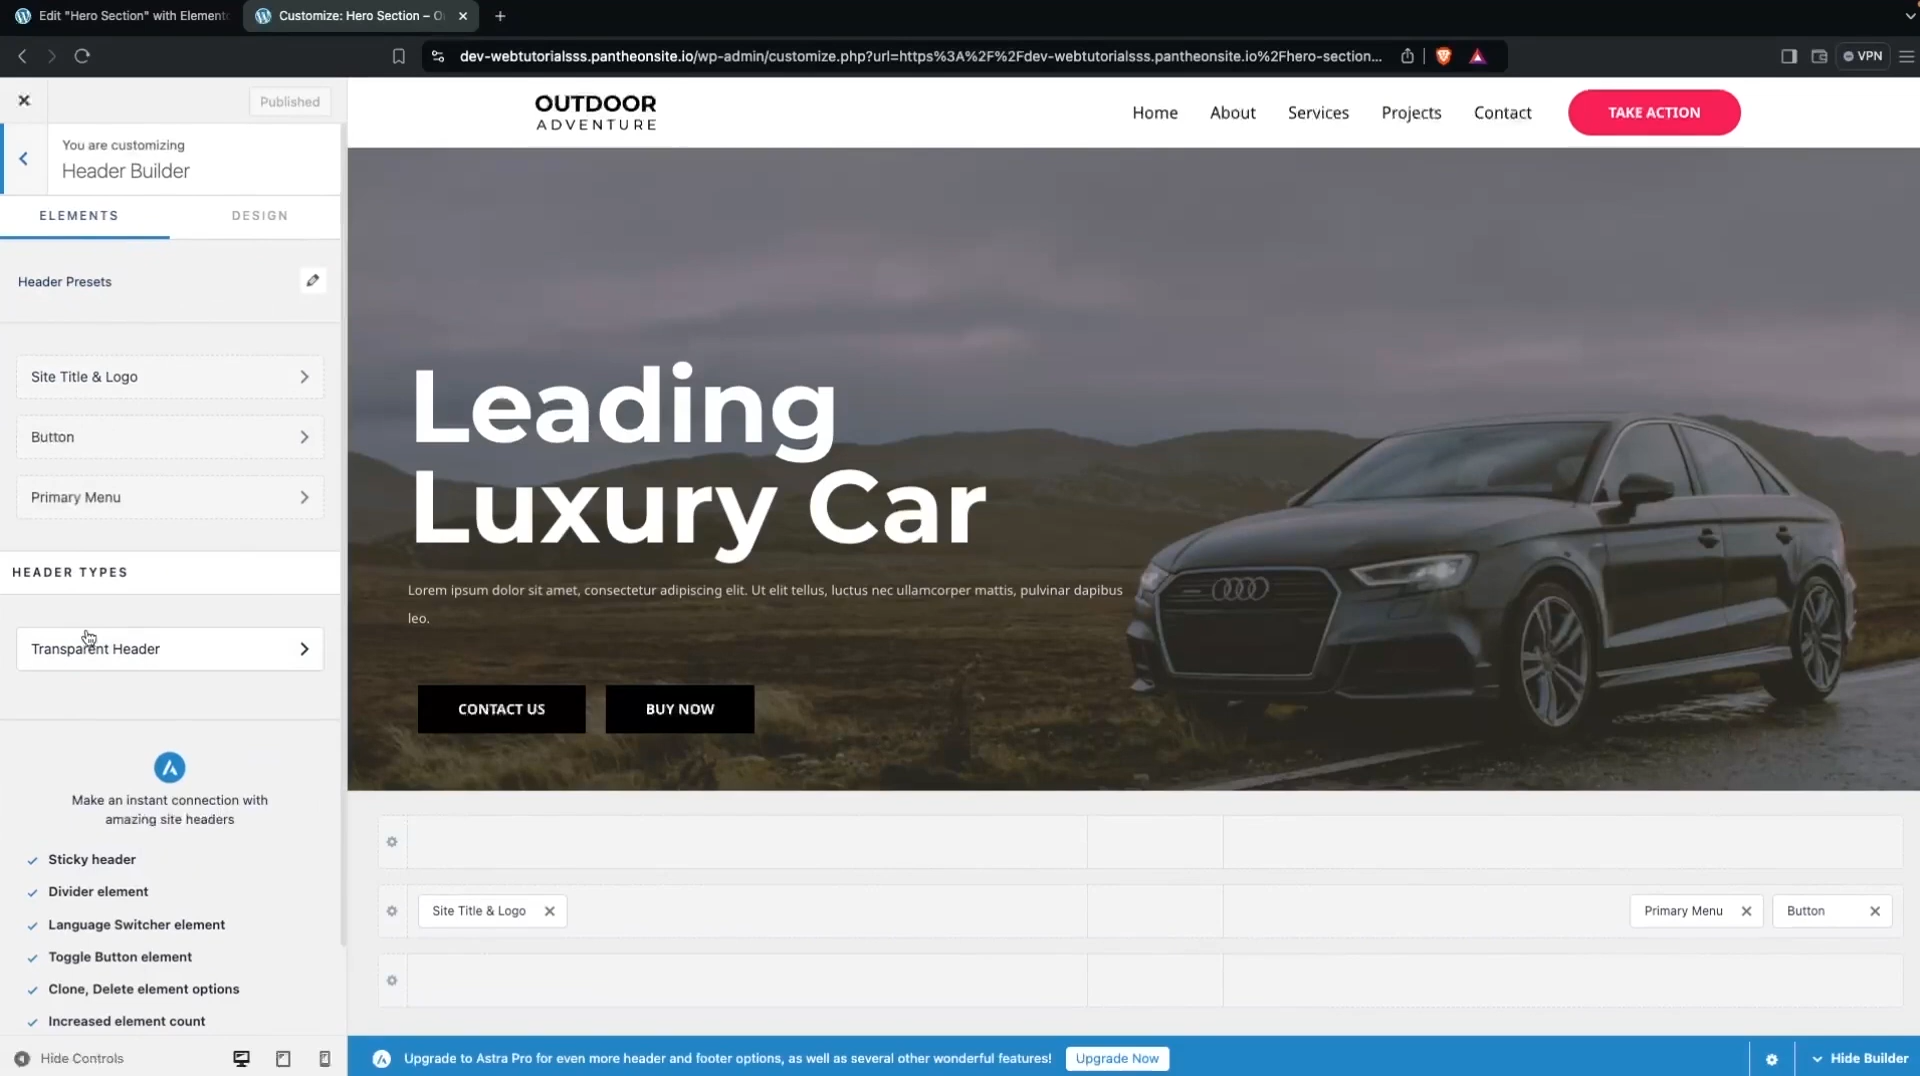 Edit "Hero Section" with Element
Customize: Hero Section – O
dev-webtutorialsss.pantheonsite.io/wp-admin/customize.php?url=https%3A%2F%2Fdev-webtutorialsss.pantheonsite.io%2Fhero-section...
VPN
Published
You are customizing
Header Builder
ELEMENTS
DESIGN
Header Presets
Site Title & Logo
Button
Primary Menu
HEADER TYPES
Transparent Header
Make an instant connection with
amazing site headers
Sticky header
Divider element
Language Switcher element
Toggle Button element
Clone, Delete element options
Increased element count
Hide Controls
OUTDOOR
ADVENTURE
Home
About
Services
Projects
Contact
TAKE ACTION
Leading
Luxury Car
Lorem ipsum dolor sit amet, consectetur adipiscing elit. Ut elit tellus, luctus nec ullamcorper mattis, pulvinar dapibus
leo.
CONTACT US
BUY NOW
Site Title & Logo
Primary Menu
Button
Upgrade to Astra Pro for even more header and footer options, as well as several other wonderful features!
Upgrade Now
Hide Builder